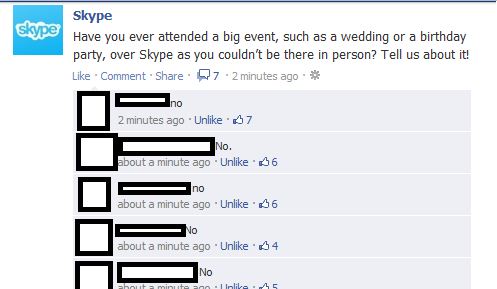 skype
Skype
Have you ever attended a big event, such as a wedding or a birthday
party, over Skype as you couldn't be there in person? Tell us about it!
Like · Comment · Share · 7 · 2 minutes ago ·
no
2 minutes ago · Unlike · 7
No.
about a minute ago · Unlike · 6
no
about a minute ago · Unlike · 6
No
about a minute ago · Unlike · 4
No
about a minute ago · Unlike · 5